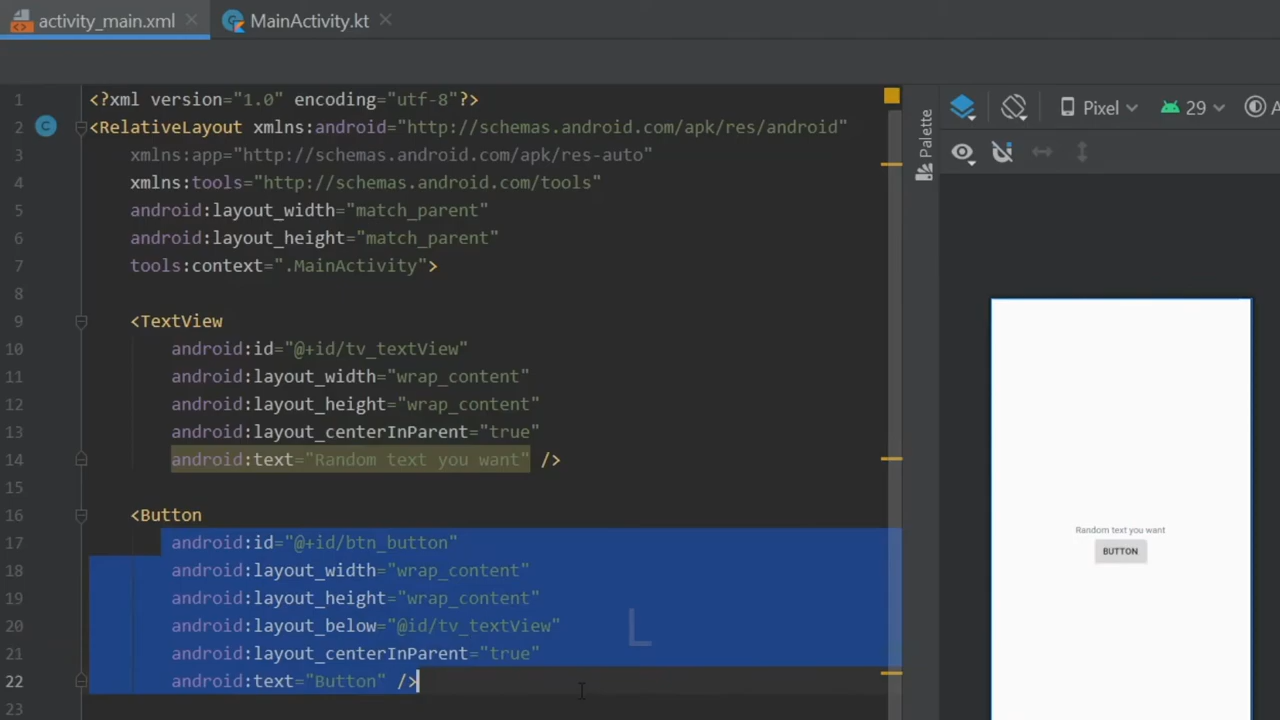 activity_main.xml
MainActivity.kt
Palette
Pixel
29
A
1 <?xml version="1.0" encoding="utf-8"?>
2 <RelativeLayout xmlns:android="http://schemas.android.com/apk/res/android"
3 xmlns:app="http://schemas.android.com/apk/res-auto"
4 xmlns:tools="http://schemas.android.com/tools"
5 android:layout_width="match_parent"
6 android:layout_height="match_parent"
7 tools:context=".MainActivity">
8
9 <TextView
10 android:id="@+id/tv_textView"
11 android:layout_width="wrap_content"
12 android:layout_height="wrap_content"
13 android:layout_centerInParent="true"
14 android:text="Random text you want" />
15
16 <Button
17 android:id="@+id/btn_button"
18 android:layout_width="wrap_content"
19 android:layout_height="wrap_content"
20 android:layout_below="@id/tv_textView"
21 android:layout_centerInParent="true"
22 android:text="Button" />
23
Random text you want
BUTTON